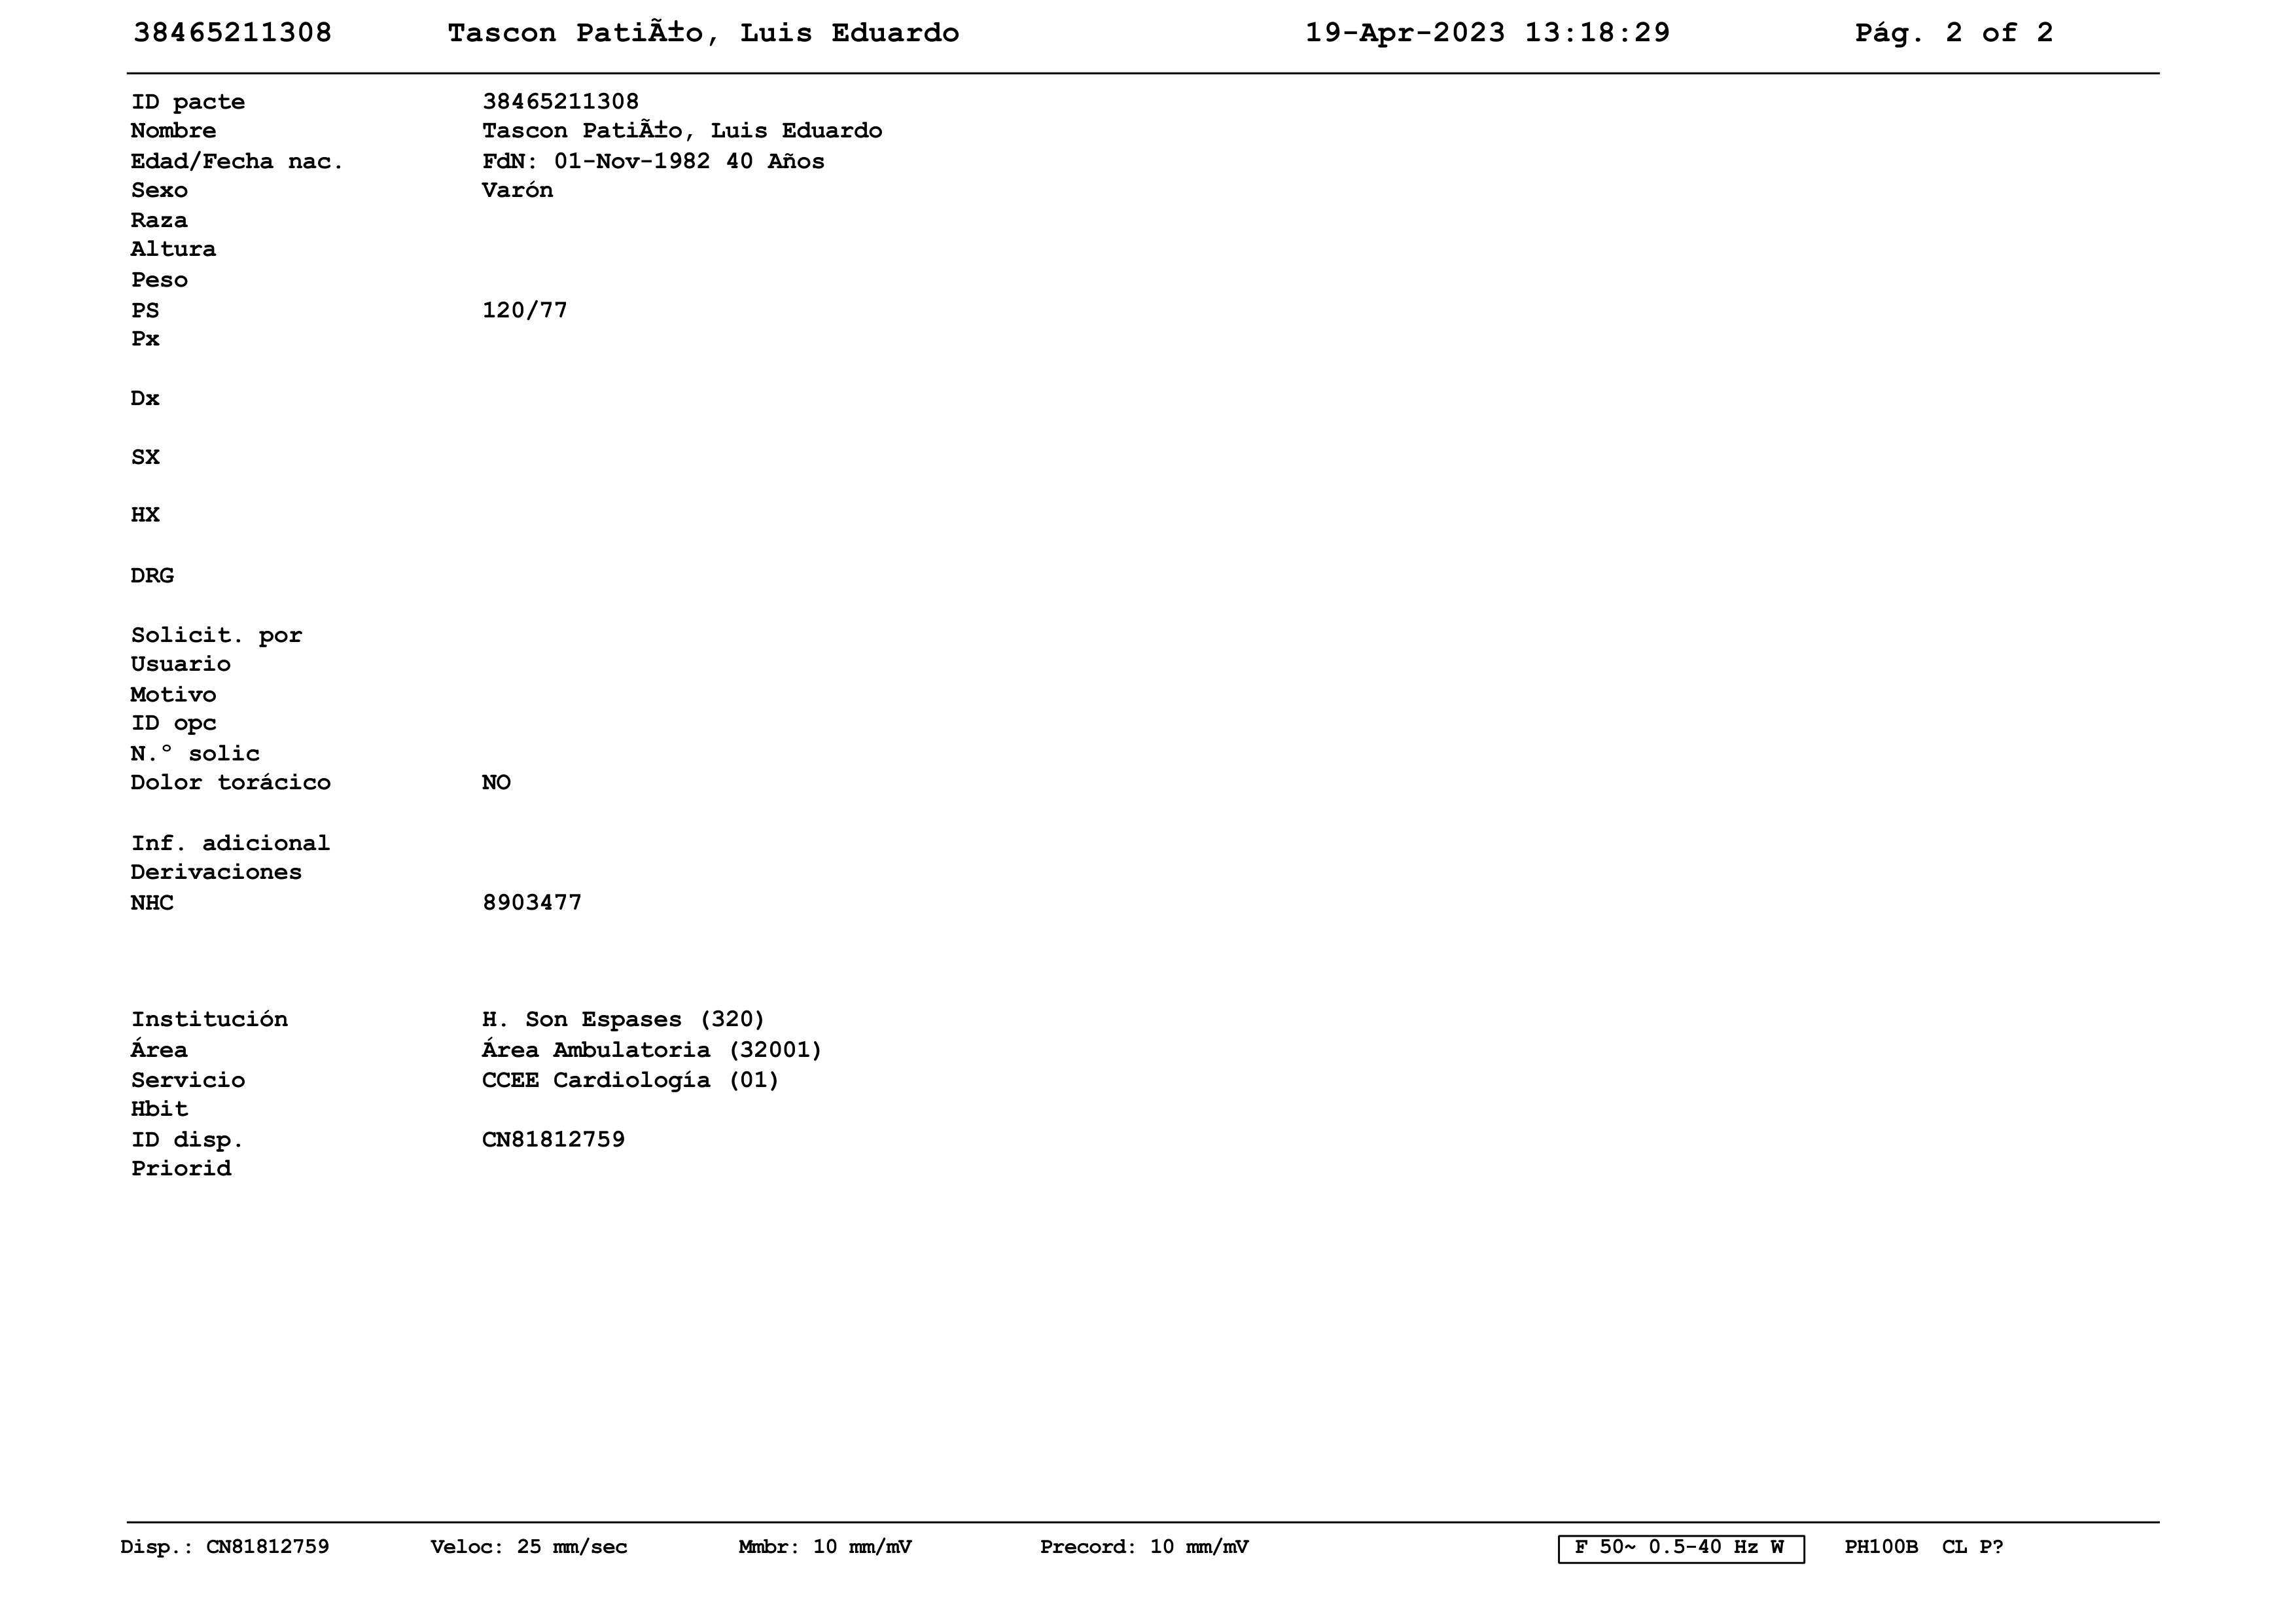 38465211308 Tascon PatiÃ±o, Luis Eduardo 19-Apr-2023 13:18:29 Pág. 2 of 2
ID pacte 38465211308
Nombre Tascon PatiÃ±o, Luis Eduardo
Edad/Fecha nac. FdN: 01-Nov-1982 40 Años
Sexo Varón
Raza
Altura
Peso
PS 120/77
Px
Dx
SX
HX
DRG
Solicit. por
Usuario
Motivo
ID opc
N.º solic
Dolor torácico NO
Inf. adicional
Derivaciones
NHC 8903477
Institución H. Son Espases (320)
Área Área Ambulatoria (32001)
Servicio CCEE Cardiología (01)
Hbit
ID disp. CN81812759
Priorid
Disp.: CN81812759 Veloc: 25 mm/sec Mmbr: 10 mm/mV Precord: 10 mm/mV F 50~ 0.5-40 Hz W PH100B CL P?